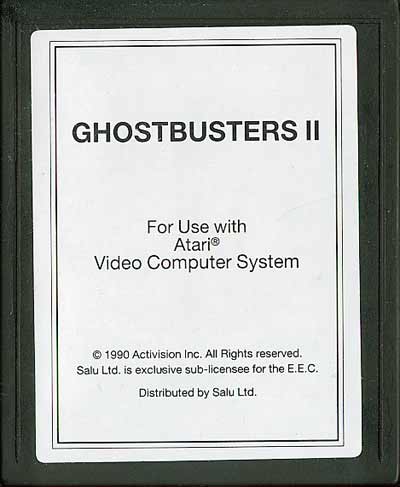 GHOSTBUSTERS II
For Use with
Atari®
Video Computer System
© 1990 Activision Inc. All Rights reserved.
Salu Ltd. is exclusive sub-licensee for the E.E.C.
Distributed by Salu Ltd.